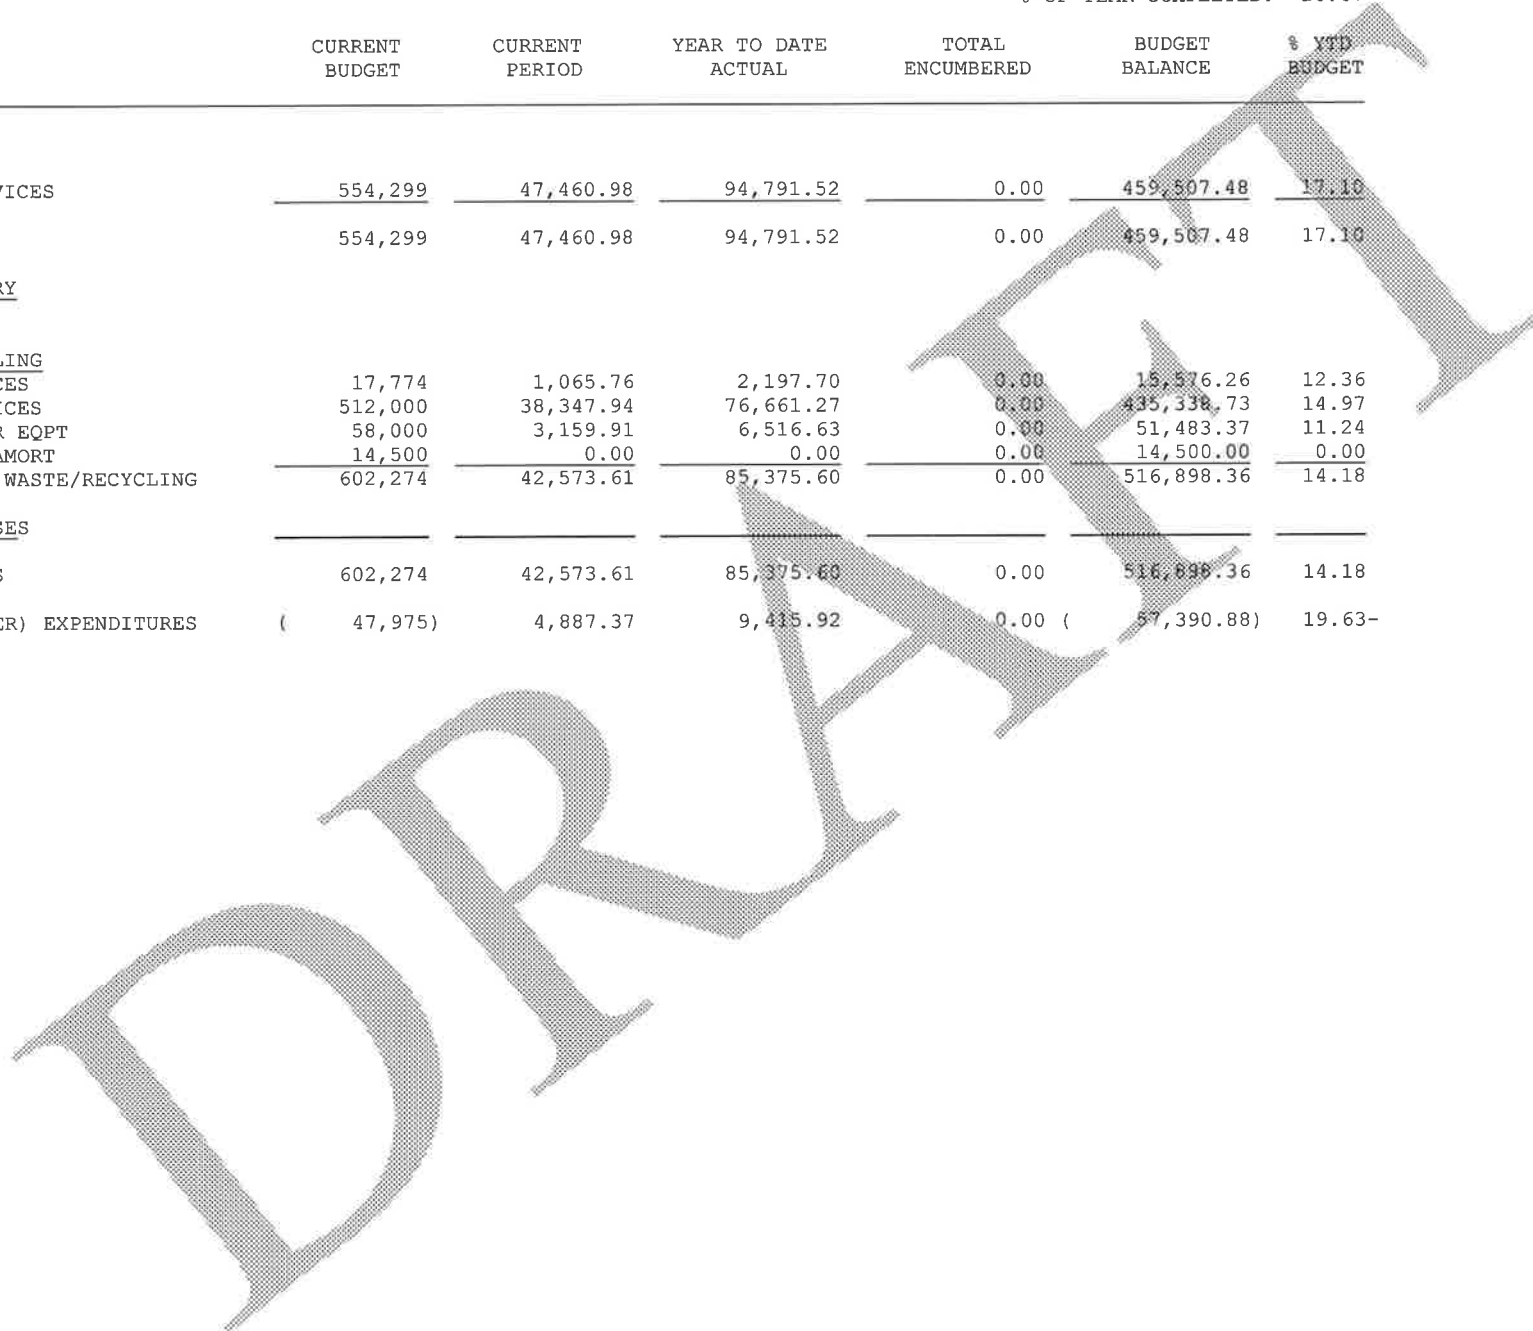 CURRENT CURRENT YEAR TO DATE TOTAL BUDGET % YTD
BUDGET PERIOD ACTUAL ENCUMBERED BALANCE BUDGET
VICES 554,299 47,460.98 94,791.52 0.00 459,507.48 17.10
554,299 47,460.98 94,791.52 0.00 459,507.48 17.10
RY
LING
CES 17,774 1,065.76 2,197.70 0.00 15,576.26 12.36
ICES 512,000 38,347.94 76,661.27 0.00 435,338.73 14.97
R EQPT 58,000 3,159.91 6,516.63 0.00 51,483.37 11.24
AMORT 14,500 0.00 0.00 0.00 14,500.00 0.00
WASTE/RECYCLING 602,274 42,573.61 85,375.60 0.00 516,898.36 14.18
SES
S 602,274 42,573.61 85,375.60 0.00 516,898.36 14.18
ER) EXPENDITURES ( 47,975) 4,887.37 9,415.92 0.00 ( 57,390.88) 19.63-
DRAFT